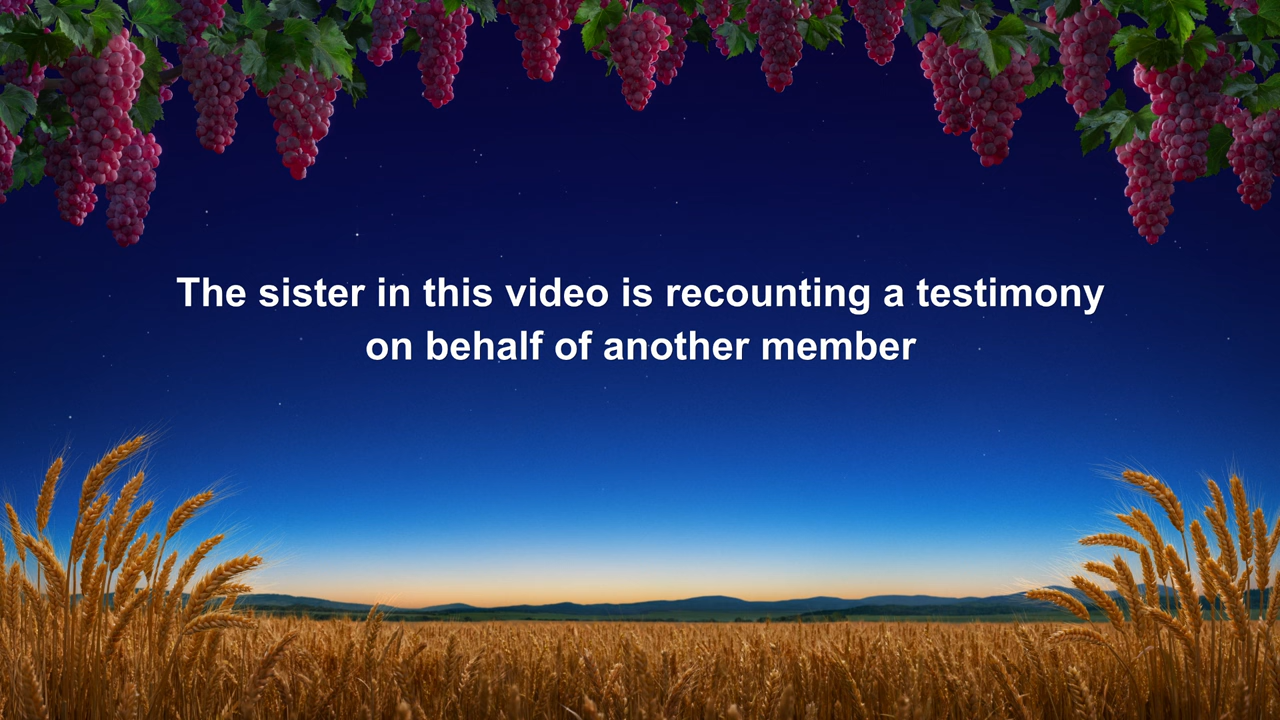 The sister in this video is recounting a testimony
on behalf of another member